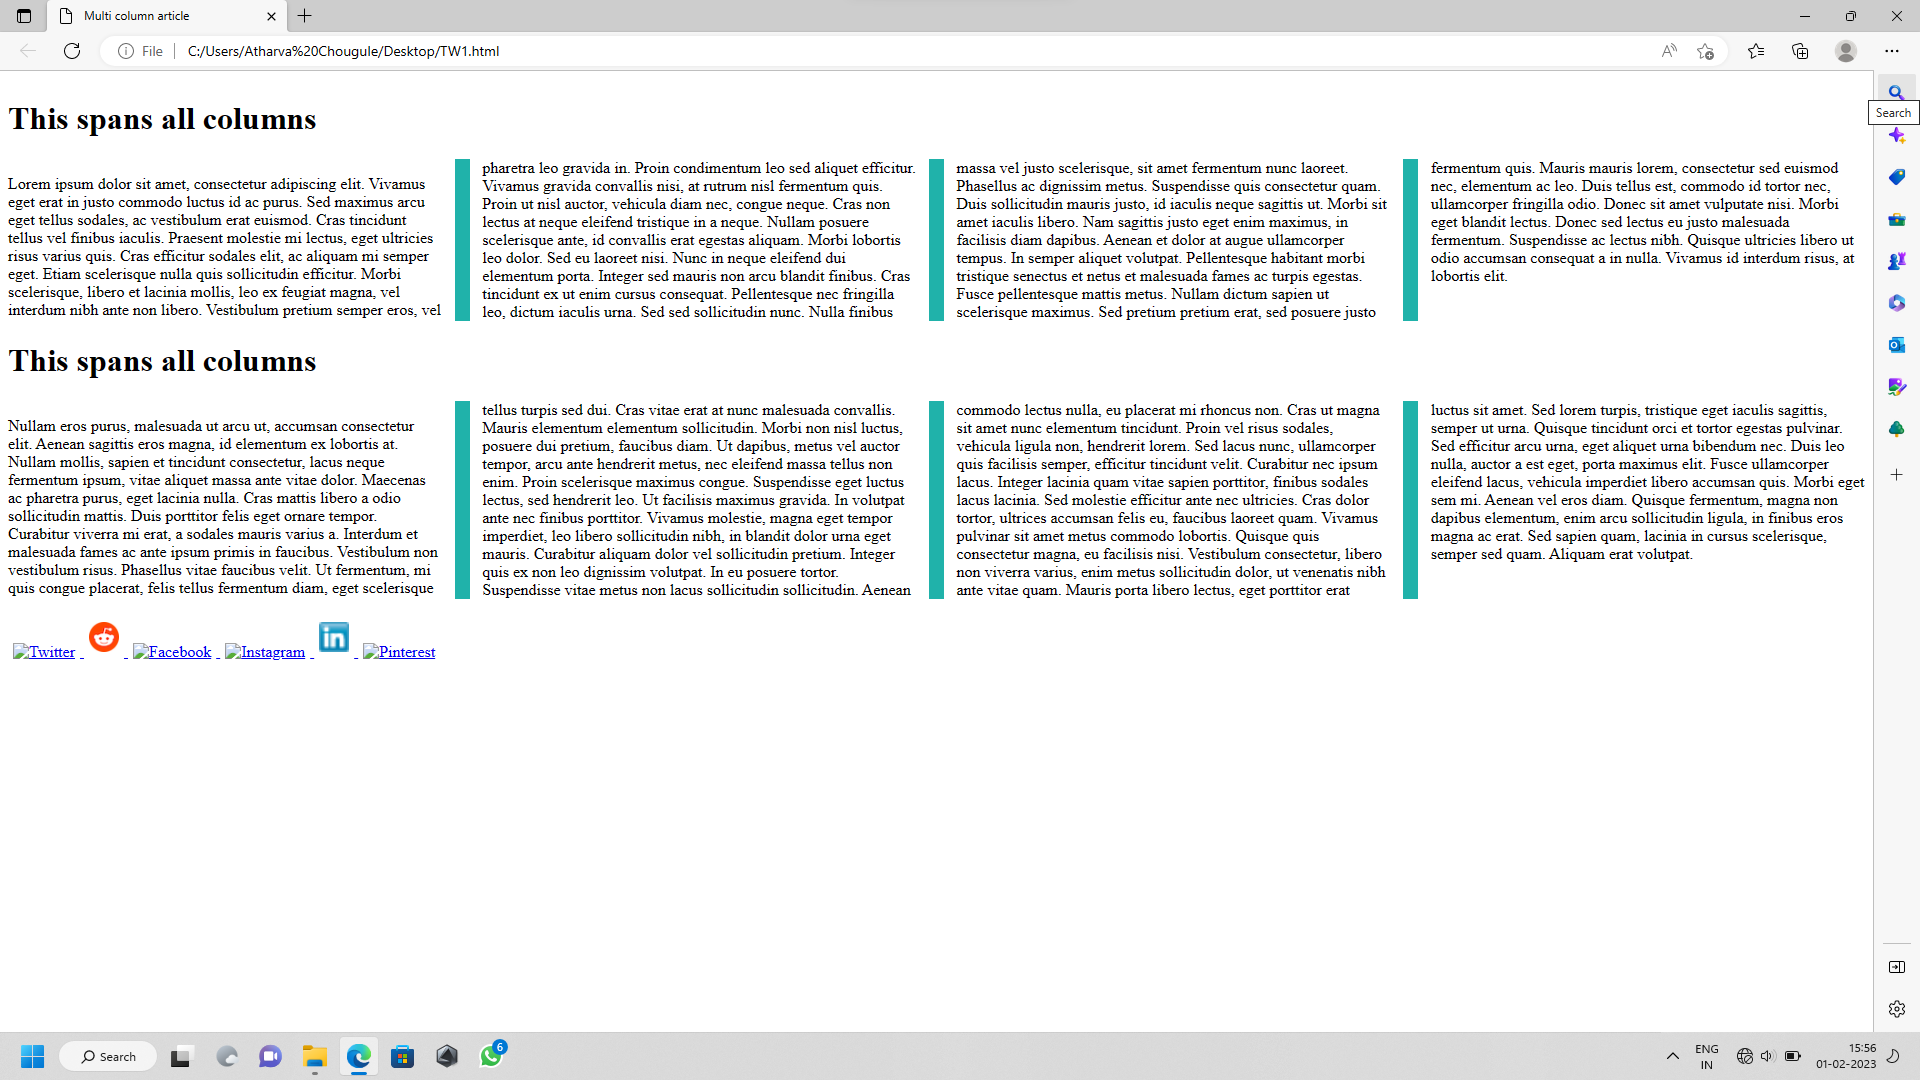 Multi column article
File
C:/Users/Atharva%20Chougule/Desktop/TW1.html
Search
This spans all columns
Lorem ipsum dolor sit amet, consectetur adipiscing elit. Vivamus
eget erat in justo commodo luctus id ac purus. Sed maximus arcu
eget tellus sodales, ac vestibulum erat euismod. Cras tincidunt
tellus vel finibus iaculis. Praesent molestie mi lectus, eget ultricies
risus varius quis. Cras efficitur sodales elit, ac aliquam mi semper
eget. Etiam scelerisque nulla quis sollicitudin efficitur. Morbi
scelerisque, libero et lacinia mollis, leo ex feugiat magna, vel
interdum nibh ante non libero. Vestibulum pretium semper eros, vel
pharetra leo gravida in. Proin condimentum leo sed aliquet efficitur.
Vivamus gravida convallis nisi, at rutrum nisl fermentum quis.
Proin ut nisl auctor, vehicula diam nec, congue neque. Cras non
lectus at neque eleifend tristique in a neque. Nullam posuere
scelerisque ante, id convallis erat egestas aliquam. Morbi lobortis
leo dolor. Sed eu laoreet nisi. Nunc in neque eleifend dui
elementum porta. Integer sed mauris non arcu blandit finibus. Cras
tincidunt ex ut enim cursus consequat. Pellentesque nec fringilla
leo, dictum iaculis urna. Sed sed sollicitudin nunc. Nulla finibus
massa vel justo scelerisque, sit amet fermentum nunc laoreet.
Phasellus ac dignissim metus. Suspendisse quis consectetur quam.
Duis sollicitudin mauris justo, id iaculis neque sagittis ut. Morbi sit
amet iaculis libero. Nam sagittis justo eget enim maximus, in
facilisis diam dapibus. Aenean et dolor at augue ullamcorper
tempus. In semper aliquet volutpat. Pellentesque habitant morbi
tristique senectus et netus et malesuada fames ac turpis egestas.
Fusce pellentesque mattis metus. Nullam dictum sapien ut
scelerisque maximus. Sed pretium pretium erat, sed posuere justo
fermentum quis. Mauris mauris lorem, consectetur sed euismod
nec, elementum ac leo. Duis tellus est, commodo id tortor nec,
ullamcorper fringilla odio. Donec sit amet vulputate nisi. Morbi
eget blandit lectus. Donec sed lectus eu justo malesuada
fermentum. Suspendisse ac lectus nibh. Quisque ultricies libero ut
odio accumsan consequat a in nulla. Vivamus id interdum risus, at
lobortis elit.
This spans all columns
Nullam eros purus, malesuada ut arcu ut, accumsan consectetur
elit. Aenean sagittis eros magna, id elementum ex lobortis at.
Nullam mollis, sapien et tincidunt consectetur, lacus neque
fermentum ipsum, vitae aliquet massa ante vitae dolor. Maecenas
ac pharetra purus, eget lacinia nulla. Cras mattis libero a odio
sollicitudin mattis. Duis porttitor felis eget ornare tempor.
Curabitur viverra mi erat, a sodales mauris varius a. Interdum et
malesuada fames ac ante ipsum primis in faucibus. Vestibulum non
vestibulum risus. Phasellus vitae faucibus velit. Ut fermentum, mi
quis congue placerat, felis tellus fermentum diam, eget scelerisque
tellus turpis sed dui. Cras vitae erat at nunc malesuada convallis.
Mauris elementum elementum sollicitudin. Morbi non nisl luctus,
posuere dui pretium, faucibus diam. Ut dapibus, metus vel auctor
tempor, arcu ante hendrerit metus, nec eleifend massa tellus non
enim. Proin scelerisque maximus congue. Suspendisse eget luctus
lectus, sed hendrerit leo. Ut facilisis maximus gravida. In volutpat
ante nec finibus porttitor. Vivamus molestie, magna eget tempor
imperdiet, leo libero sollicitudin nibh, in blandit dolor urna eget
mauris. Curabitur aliquam dolor vel sollicitudin pretium. Integer
quis ex non leo dignissim volutpat. In eu posuere tortor.
Suspendisse vitae metus non lacus sollicitudin sollicitudin. Aenean
commodo lectus nulla, eu placerat mi rhoncus non. Cras ut magna
sit amet nunc elementum tincidunt. Proin vel risus sodales,
vehicula ligula non, hendrerit lorem. Sed lacus nunc, ullamcorper
quis facilisis semper, efficitur tincidunt velit. Curabitur nec ipsum
lacus. Integer lacinia quam vitae sapien porttitor, finibus sodales
lacus lacinia. Sed molestie efficitur ante nec ultricies. Cras dolor
tortor, ultrices accumsan felis eu, faucibus laoreet quam. Vivamus
pulvinar sit amet metus commodo lobortis. Quisque quis
consectetur magna, eu facilisis nisi. Vestibulum consectetur, libero
non viverra varius, enim metus sollicitudin dolor, ut venenatis nibh
ante vitae quam. Mauris porta libero lectus, eget porttitor erat
luctus sit amet. Sed lorem turpis, tristique eget iaculis sagittis,
semper ut urna. Quisque tincidunt orci et tortor egestas pulvinar.
Sed efficitur arcu urna, eget aliquet urna bibendum nec. Duis leo
nulla, auctor a est eget, porta maximus elit. Fusce ullamcorper
eleifend lacus, vehicula imperdiet libero accumsan quis. Morbi eget
sem mi. Aenean vel eros diam. Quisque fermentum, magna non
dapibus elementum, enim arcu sollicitudin ligula, in finibus eros
magna ac erat. Sed sapien quam, lacinia in cursus scelerisque,
semper sed quam. Aliquam erat volutpat.
Twitter in Facebook Instagram Pinterest
Search
6
ENG
IN
15:56
01-02-2023